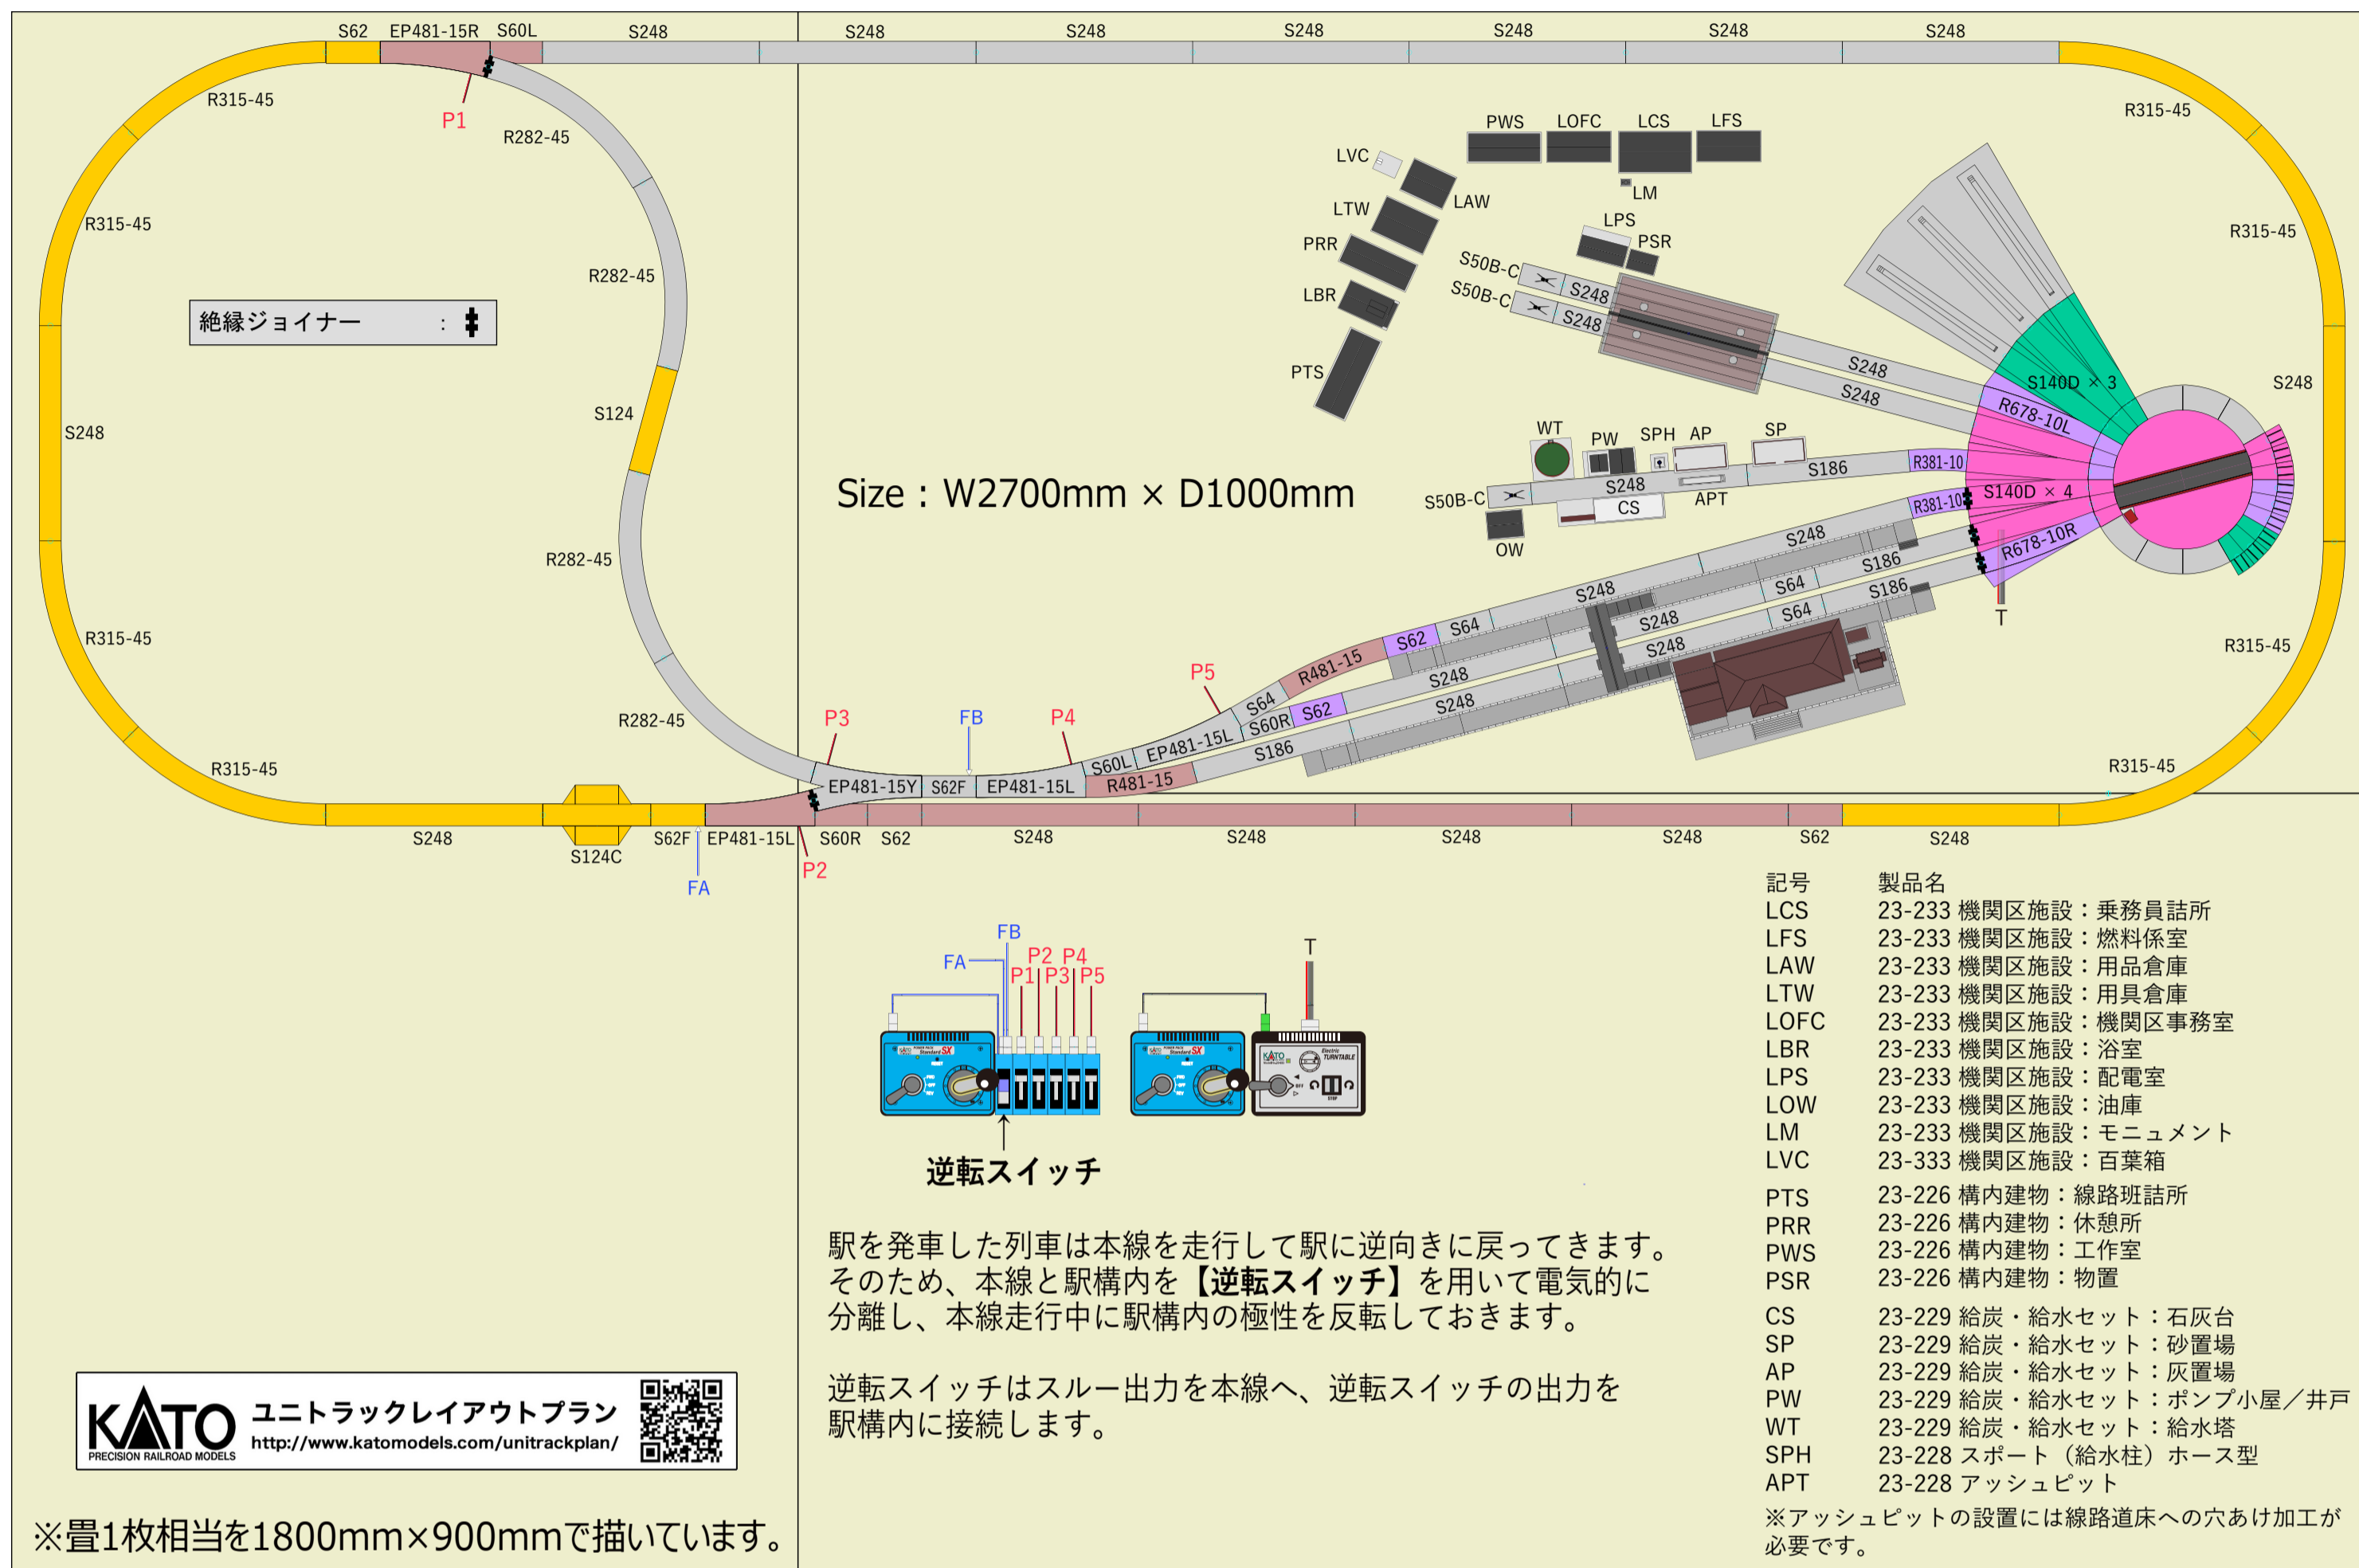 S62
EP481-15R
S60L
S248
S248
S248
S248
S248
S248
S248
R315-45
P1
R282-45
R315-45
R315-45
R282-45
R315-45
PWS
LOFC
LCS
LFS
LVC
LM
LAW
LTW
LPS
PRR
PSR
S50B-C
S248
S50B-C
S248
LBR
絶縁ジョイナー :
PTS
S248
S248
S140D × 3
R678-10L
S248
S124
S248
WT
PW
SPH
AP
SP
S186
R381-10
Size : W2700mm × D1000mm
S50B-C
S248
APT
CS
OW
S140D × 4
R381-10
S248
R678-10R
R282-45
S186
S64
S248
S186
S64
T
S248
S248
R315-45
S62
S64
R315-45
R481-15
P5
S248
S64
S62
S60R
S248
R282-45
P3
FB
P4
EP481-15L
S186
R315-45
S60L
R315-45
EP481-15Y
S62F
EP481-15L
R481-15
S248
S124C
S62F
EP481-15L
S60R
S62
S248
S248
S248
S248
S62
S248
P2
FA
FB
FA
P2
P4
P1
P3
P5
T
KATO
POWER PACK
Standard SX
KATO
POWER PACK
Standard SX
KATO
Electric
TURNTABLE
OFF
STOP
逆転スイッチ
駅を発車した列車は本線を走行して駅に逆向きに戻ってきます。
そのため、本線と駅構内を【逆転スイッチ】を用いて電気的に
分離し、本線走行中に駅構内の極性を反転しておきます。
逆転スイッチはスルー出力を本線へ、逆転スイッチの出力を
駅構内に接続します。
記号 製品名
LCS 23-233 機関区施設：乗務員詰所
LFS 23-233 機関区施設：燃料係室
LAW 23-233 機関区施設：用品倉庫
LTW 23-233 機関区施設：用具倉庫
LOFC 23-233 機関区施設：機関区事務室
LBR 23-233 機関区施設：浴室
LPS 23-233 機関区施設：配電室
LOW 23-233 機関区施設：油庫
LM 23-233 機関区施設：モニュメント
LVC 23-333 機関区施設：百葉箱
PTS 23-226 構内建物：線路班詰所
PRR 23-226 構内建物：休憩所
PWS 23-226 構内建物：工作室
PSR 23-226 構内建物：物置
CS 23-229 給炭・給水セット：石灰台
SP 23-229 給炭・給水セット：砂置場
AP 23-229 給炭・給水セット：灰置場
PW 23-229 給炭・給水セット：ポンプ小屋／井戸
WT 23-229 給炭・給水セット：給水塔
SPH 23-228 スポート（給水柱）ホース型
APT 23-228 アッシュピット
※アッシュピットの設置には線路道床への穴あけ加工が
必要です。
KATO
PRECISION RAILROAD MODELS
ユニトラックレイアウトプラン
http://www.katomodels.com/unitrackplan/
※畳1枚相当を1800mm×900mmで描いています。